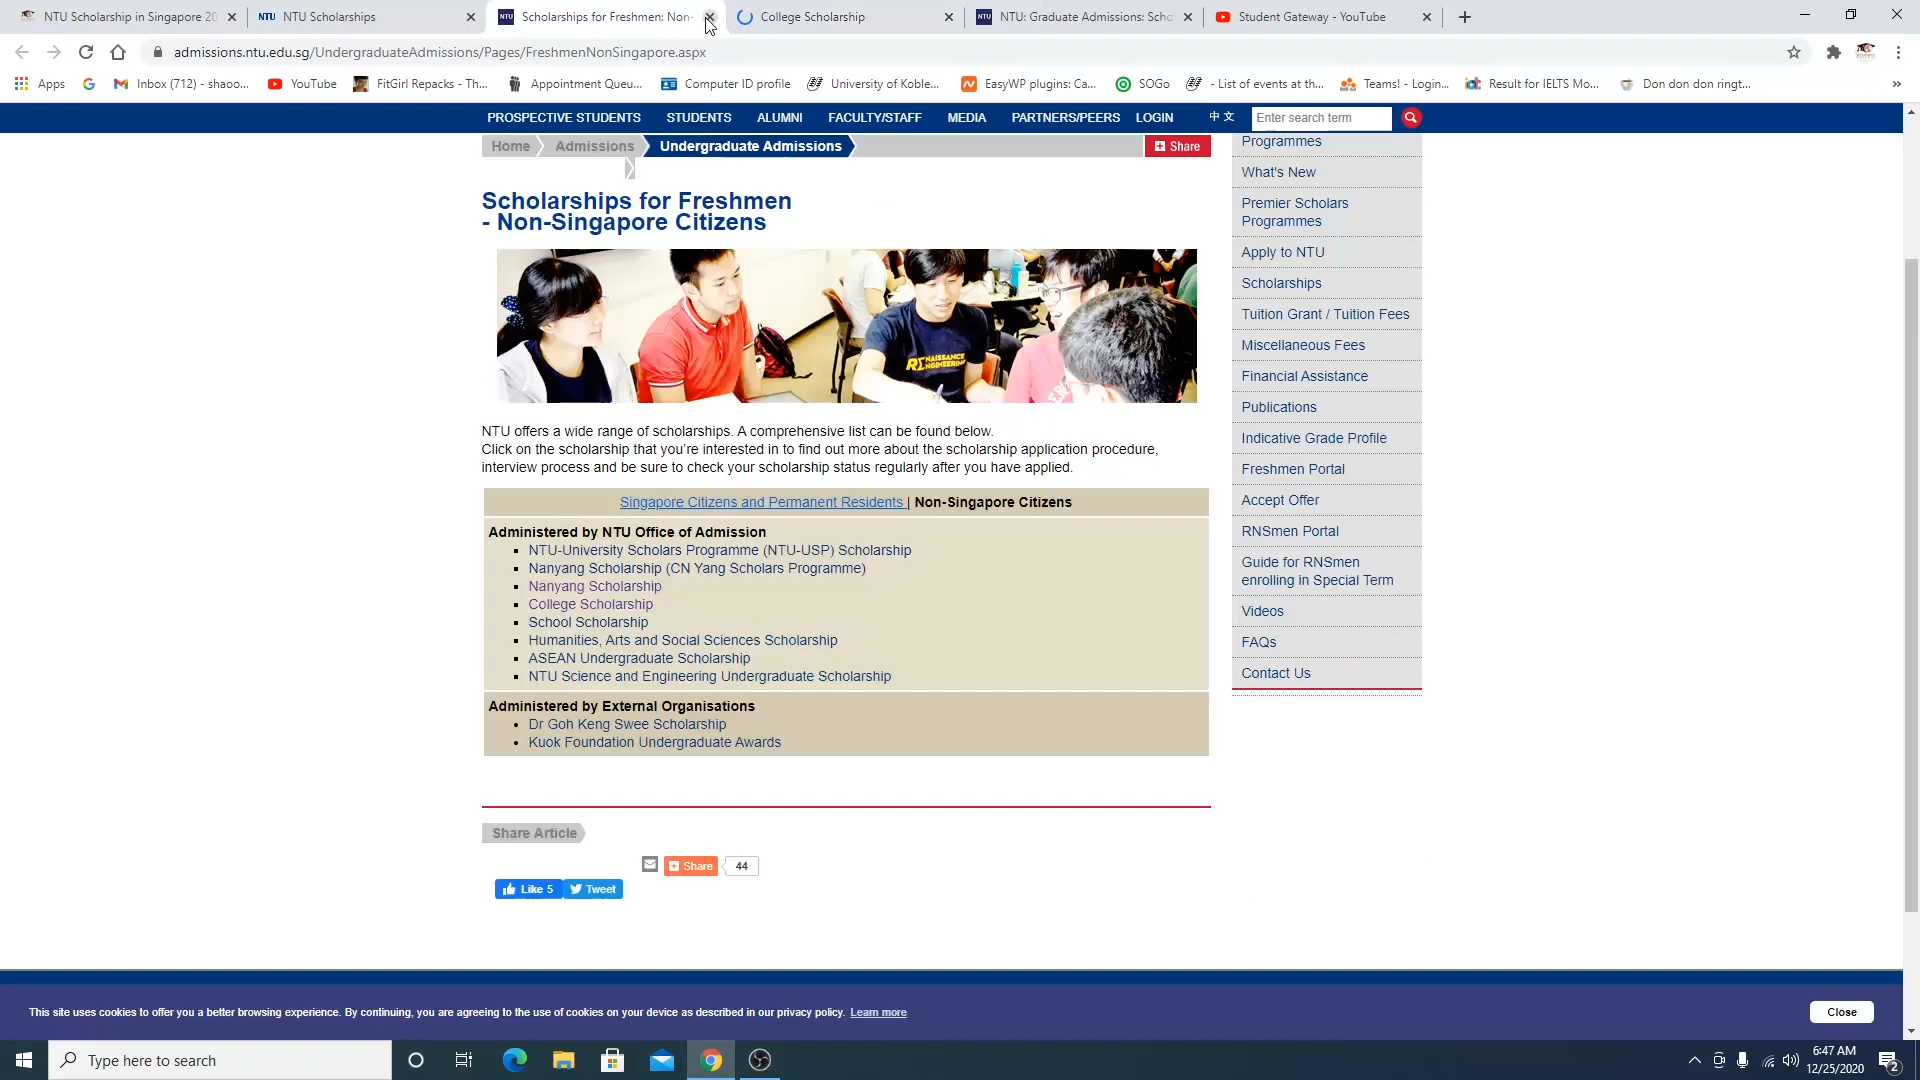 NTU Scholarship in Singapore 20
NTU NTU Scholarships
NTU Scholarships for Freshmen: Non-
College Scholarship
NTU NTU: Graduate Admissions: Scho
Student Gateway - YouTube
admissions.ntu.edu.sg/UndergraduateAdmissions/Pages/FreshmenNonSingapore.aspx
Apps
Inbox (712) - shaoo...
YouTube
FitGirl Repacks - Th...
Appointment Queu...
Computer ID profile
University of Koble...
EasyWP plugins: Ca...
SOGo
- List of events at th...
Teams! - Login...
Result for IELTS Mo...
Don don don ringt...
»
PROSPECTIVE STUDENTS STUDENTS ALUMNI FACULTY/STAFF MEDIA PARTNERS/PEERS LOGIN 中文 Enter search term
Home Admissions Undergraduate Admissions Share
Scholarships for Freshmen
- Non-Singapore Citizens
RENAISSANCE
ENGINEERING
NTU offers a wide range of scholarships. A comprehensive list can be found below.
Click on the scholarship that you're interested in to find out more about the scholarship application procedure,
interview process and be sure to check your scholarship status regularly after you have applied.
Singapore Citizens and Permanent Residents | Non-Singapore Citizens
Administered by NTU Office of Admission
NTU-University Scholars Programme (NTU-USP) Scholarship
Nanyang Scholarship (CN Yang Scholars Programme)
Nanyang Scholarship
College Scholarship
School Scholarship
Humanities, Arts and Social Sciences Scholarship
ASEAN Undergraduate Scholarship
NTU Science and Engineering Undergraduate Scholarship
Administered by External Organisations
Dr Goh Keng Swee Scholarship
Kuok Foundation Undergraduate Awards
Share Article
Share 44
Like 5 Tweet
Programmes
What's New
Premier Scholars
Programmes
Apply to NTU
Scholarships
Tuition Grant / Tuition Fees
Miscellaneous Fees
Financial Assistance
Publications
Indicative Grade Profile
Freshmen Portal
Accept Offer
RNSmen Portal
Guide for RNSmen
enrolling in Special Term
Videos
FAQs
Contact Us
This site uses cookies to offer you a better browsing experience. By continuing, you are agreeing to the use of cookies on your device as described in our privacy policy. Learn more
Close
Type here to search
6:47 AM
12/25/2020
2